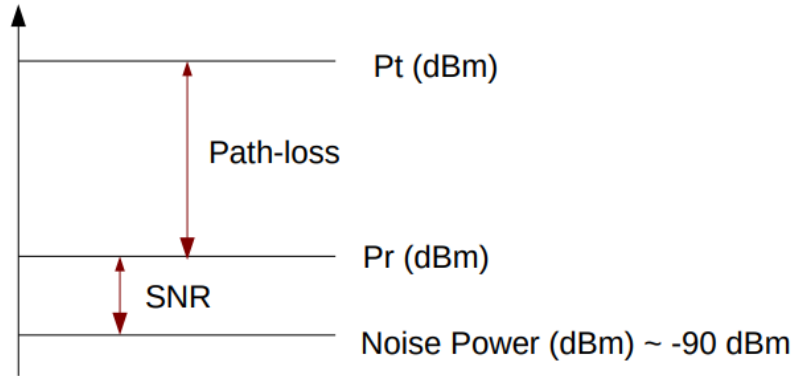 Pt (dBm)
Path-loss
Pr (dBm)
SNR
Noise Power (dBm) ~ -90 dBm